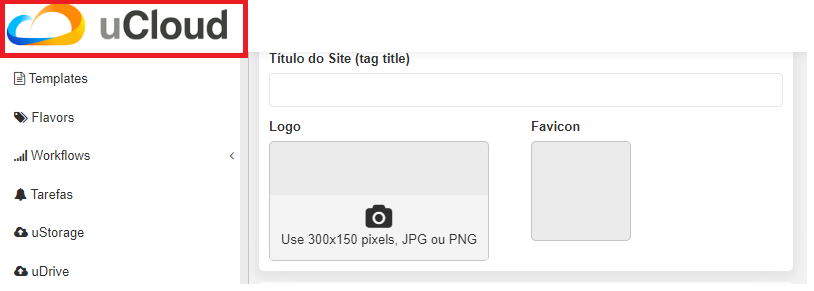 uCloud
Templates
Flavors
Workflows
Tarefas
uStorage
uDrive
Título do Site (tag title)
Logo
Use 300x150 pixels, JPG ou PNG
Favicon